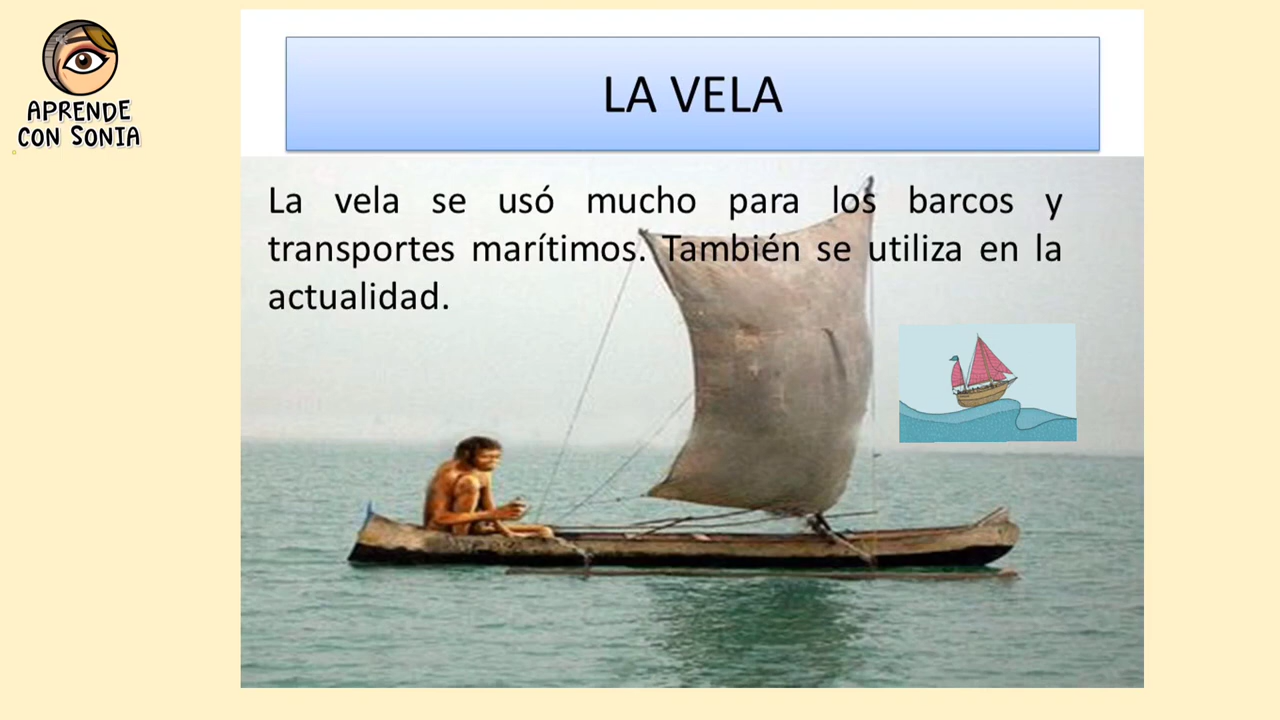 APRENDE
CON SONIA
LA VELA
La vela se usó mucho para los barcos y
transportes marítimos. También se utiliza en la
actualidad.